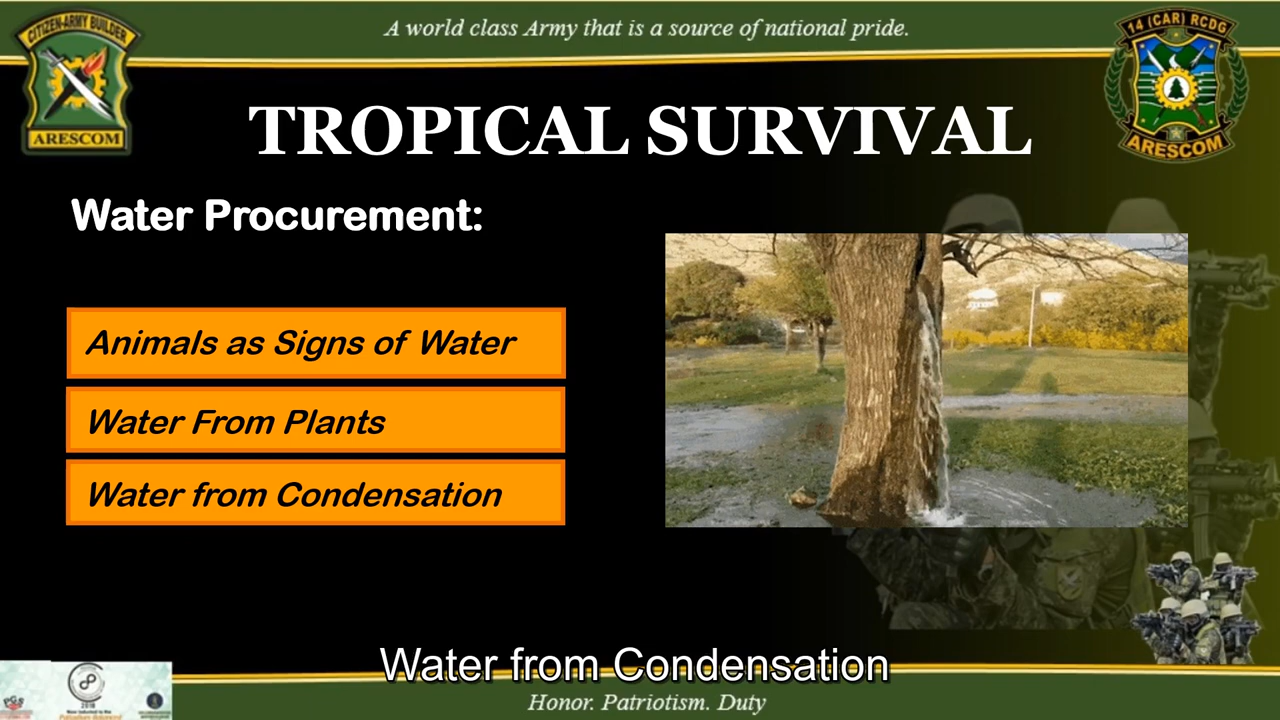 CITIZEN-ARMY BUILDER
ARESCOM
A world class Army that is a source of national pride.
14 (CAR) RCDG
ARESCOM
TROPICAL SURVIVAL
Water Procurement:
Animals as Signs of Water
Water From Plants
Water from Condensation
Water from Condensation
Honor. Patriotism. Duty
PGS
2018